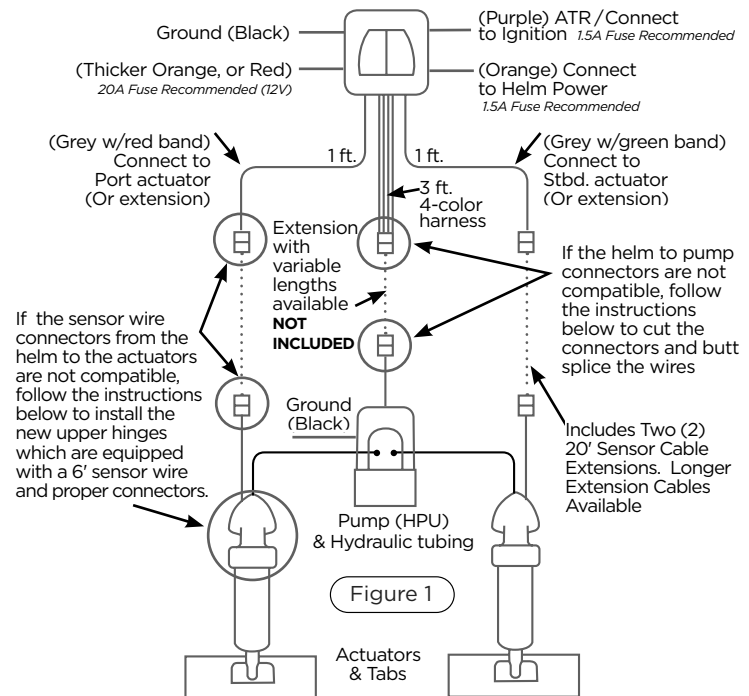 Ground (Black)
(Purple) ATR / Connect
to Ignition 1.5A Fuse Recommended
(Thicker Orange, or Red)
20A Fuse Recommended (12V)
(Orange) Connect
to Helm Power
1.5A Fuse Recommended
(Grey w/red band)
Connect to
Port actuator
(Or extension)
1 ft.
1 ft.
(Grey w/green band)
Connect to
Stbd. actuator
(Or extension)
3 ft.
4-color
harness
Extension
with
variable
lengths
available
NOT
INCLUDED
If the helm to pump
connectors are not
compatible, follow
the instructions
below to cut the
connectors and butt
splice the wires
If the sensor wire
connectors from the
helm to the actuators
are not compatible,
follow the instructions
below to install the
new upper hinges
which are equipped
with a 6' sensor wire
and proper connectors.
Ground
(Black)
Includes Two (2)
20' Sensor Cable
Extensions. Longer
Extension Cables
Available
Pump (HPU)
& Hydraulic tubing
Figure 1
Actuators
& Tabs